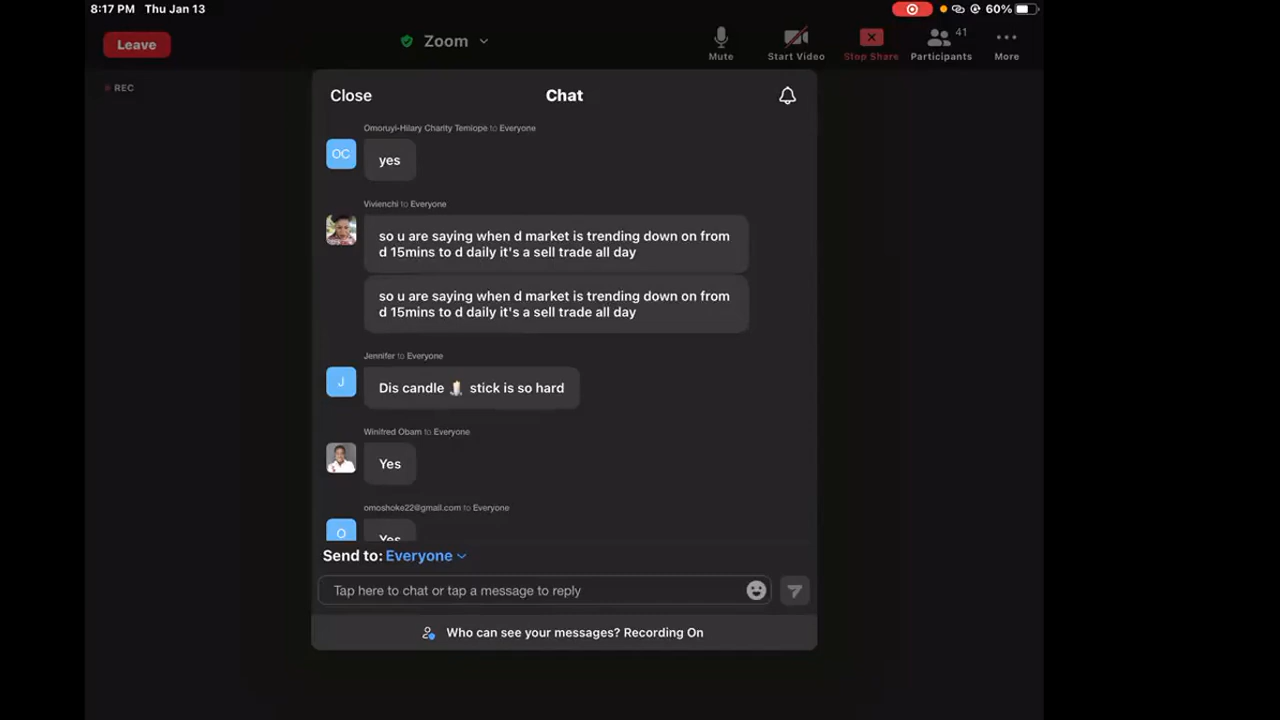 8:17 PM Thu Jan 13
60%
Leave
Zoom
Mute
Start Video
Stop Share
Participants
41
More
REC
Close
Chat
Omoruyi-Hilary Charity Temiope to Everyone
OC
yes
Vivienchi to Everyone
so u are saying when d market is trending down on from
d 15mins to d daily it's a sell trade all day
so u are saying when d market is trending down on from
d 15mins to d daily it's a sell trade all day
Jennifer to Everyone
J
Dis candle 🕯️ stick is so hard
Winifred Obam to Everyone
Yes
omoshoke22@gmail.com to Everyone
O
Yes
Send to: Everyone
Tap here to chat or tap a message to reply
Who can see your messages? Recording On